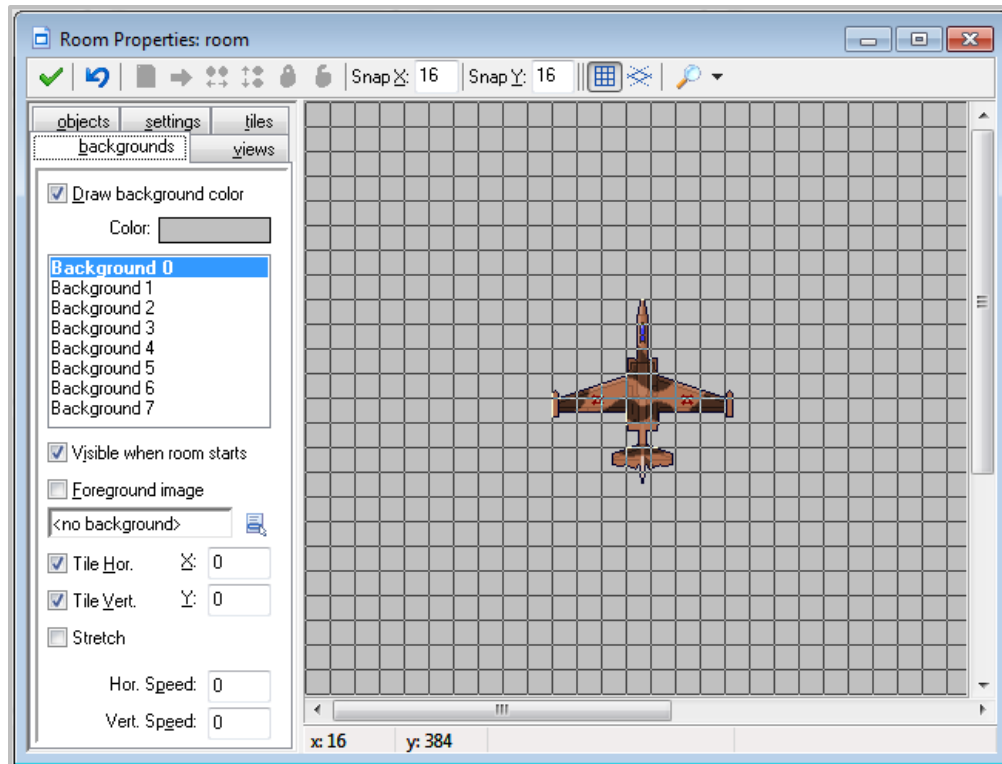 Room Properties: room
Snap X: 16 Snap Y: 16
objects settings tiles
backgrounds views
Draw background color
Color:
Background 0
Background 1
Background 2
Background 3
Background 4
Background 5
Background 6
Background 7
Visible when room starts
Foreground image
<no background>
Tile Hor. X: 0
Tile Vert. Y: 0
Stretch
Hor. Speed: 0
Vert. Speed: 0
x: 16 y: 384